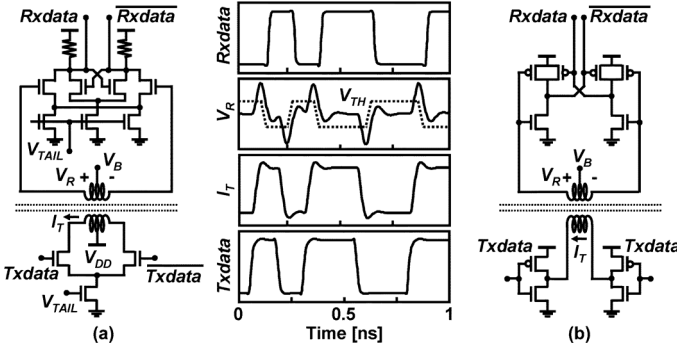 Rxdata Rxdata
V_TAIL
V_R + - V_B
I_T
V_DD
Txdata Txdata
V_TAIL
(a)
Rxdata
V_R
V_TH
I_T
Txdata
0 0.5 1
Time [ns]
Rxdata Rxdata
V_B
V_R + -
Txdata I_T Txdata
(b)